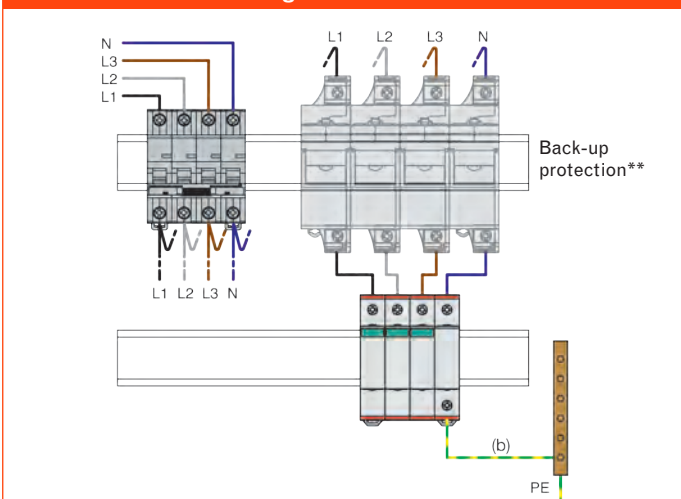 N
L3
L2
L1
L1 L2 L3 N
Back-up
protection**
L1 L2 L3 N
(b)
PE